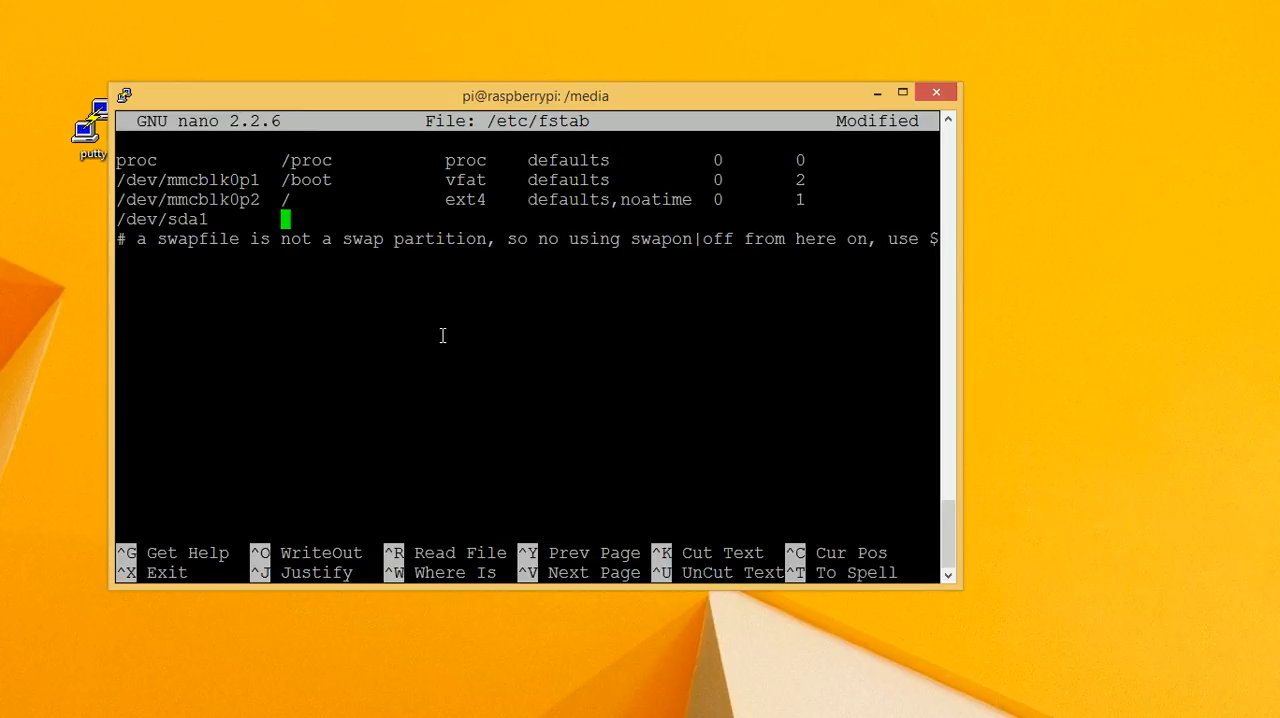 pi@raspberrypi: /media
putty
GNU nano 2.2.6 File: /etc/fstab Modified
proc /proc proc defaults 0 0
/dev/mmcblk0p1 /boot vfat defaults 0 2
/dev/mmcblk0p2 / ext4 defaults,noatime 0 1
/dev/sda1
# a swapfile is not a swap partition, so no using swapon|off from here on, use $
^G Get Help ^O WriteOut ^R Read File ^Y Prev Page ^K Cut Text ^C Cur Pos
^X Exit ^J Justify ^W Where Is ^V Next Page ^U UnCut Text ^T To Spell